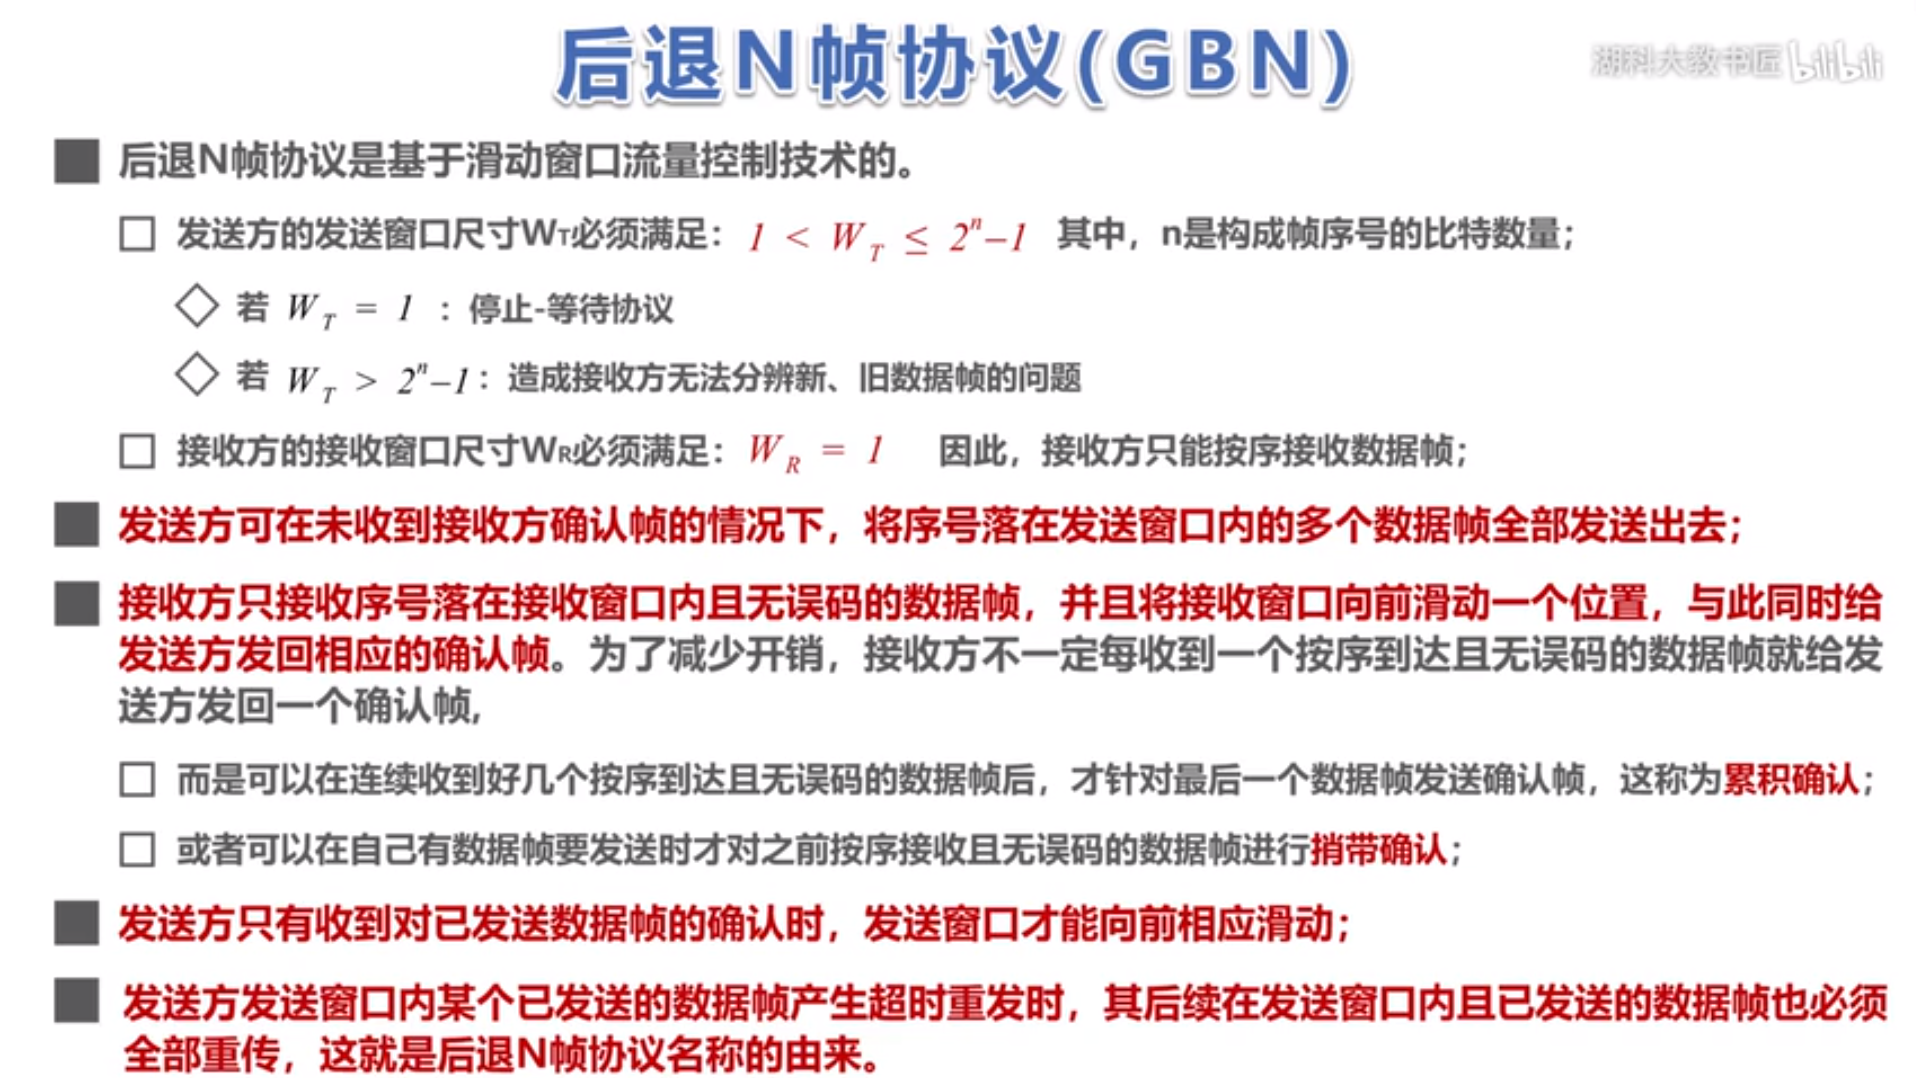 后退N帧协议(GBN)
湖科大教书匠 bilibili
后退N帧协议是基于滑动窗口流量控制技术的。
发送方的发送窗口尺寸W_T必须满足： 1 < W_T ≤ 2^n–1 其中，n是构成帧序号的比特数量；
若 W_T = 1 ：停止-等待协议
若 W_T > 2^n–1：造成接收方无法分辨新、旧数据帧的问题
接收方的接收窗口尺寸W_R必须满足： W_R = 1 因此，接收方只能按序接收数据帧；
发送方可在未收到接收方确认帧的情况下，将序号落在发送窗口内的多个数据帧全部发送出去；
接收方只接收序号落在接收窗口内且无误码的数据帧，并且将接收窗口向前滑动一个位置，与此同时给
发送方发回相应的确认帧。为了减少开销，接收方不一定每收到一个按序到达且无误码的数据帧就给发
送方发回一个确认帧,
而是可以在连续收到好几个按序到达且无误码的数据帧后，才针对最后一个数据帧发送确认帧，这称为累积确认；
或者可以在自己有数据帧要发送时才对之前按序接收且无误码的数据帧进行捎带确认；
发送方只有收到对已发送数据帧的确认时，发送窗口才能向前相应滑动；
发送方发送窗口内某个已发送的数据帧产生超时重发时，其后续在发送窗口内且已发送的数据帧也必须
全部重传，这就是后退N帧协议名称的由来。